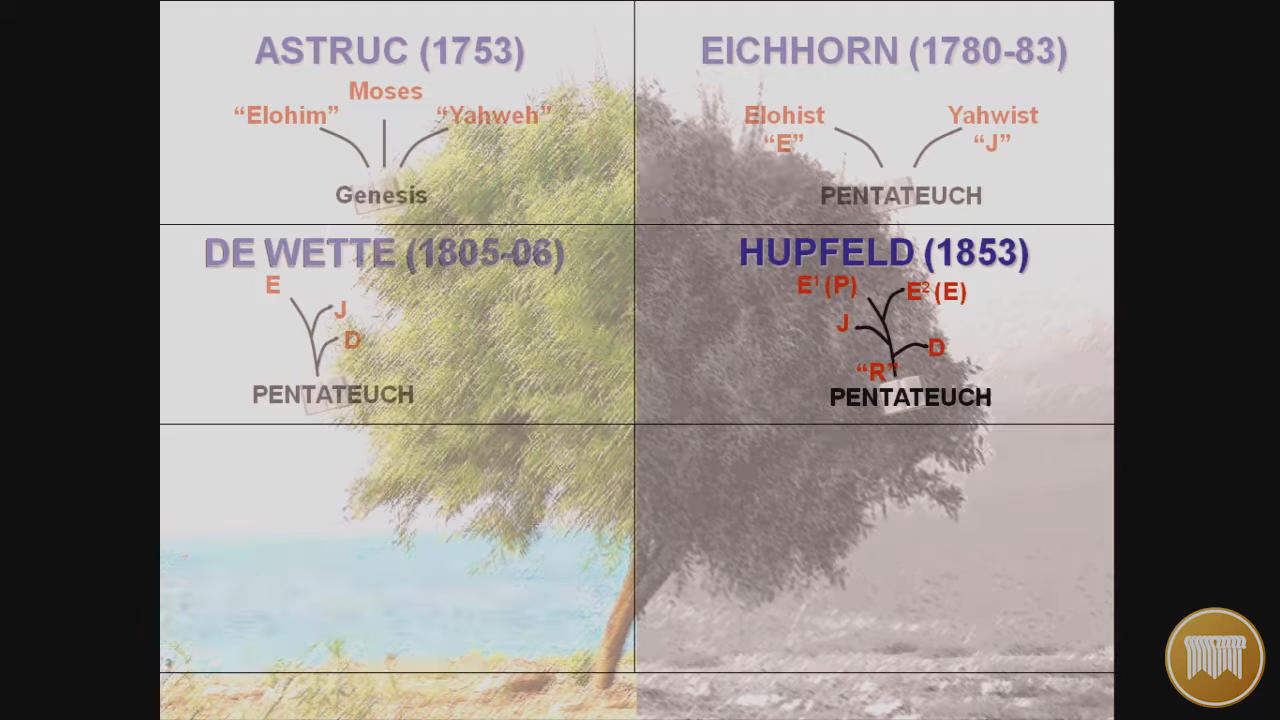 ASTRUC (1753)
Moses
“Elohim” “Yahweh”
Genesis
EICHHORN (1780-83)
Elohist Yahwist
“E” “J”
PENTATEUCH
DE WETTE (1805-06)
E
J
D
PENTATEUCH
HUPFELD (1853)
E¹ (P) E² (E)
J
D
“R”
PENTATEUCH